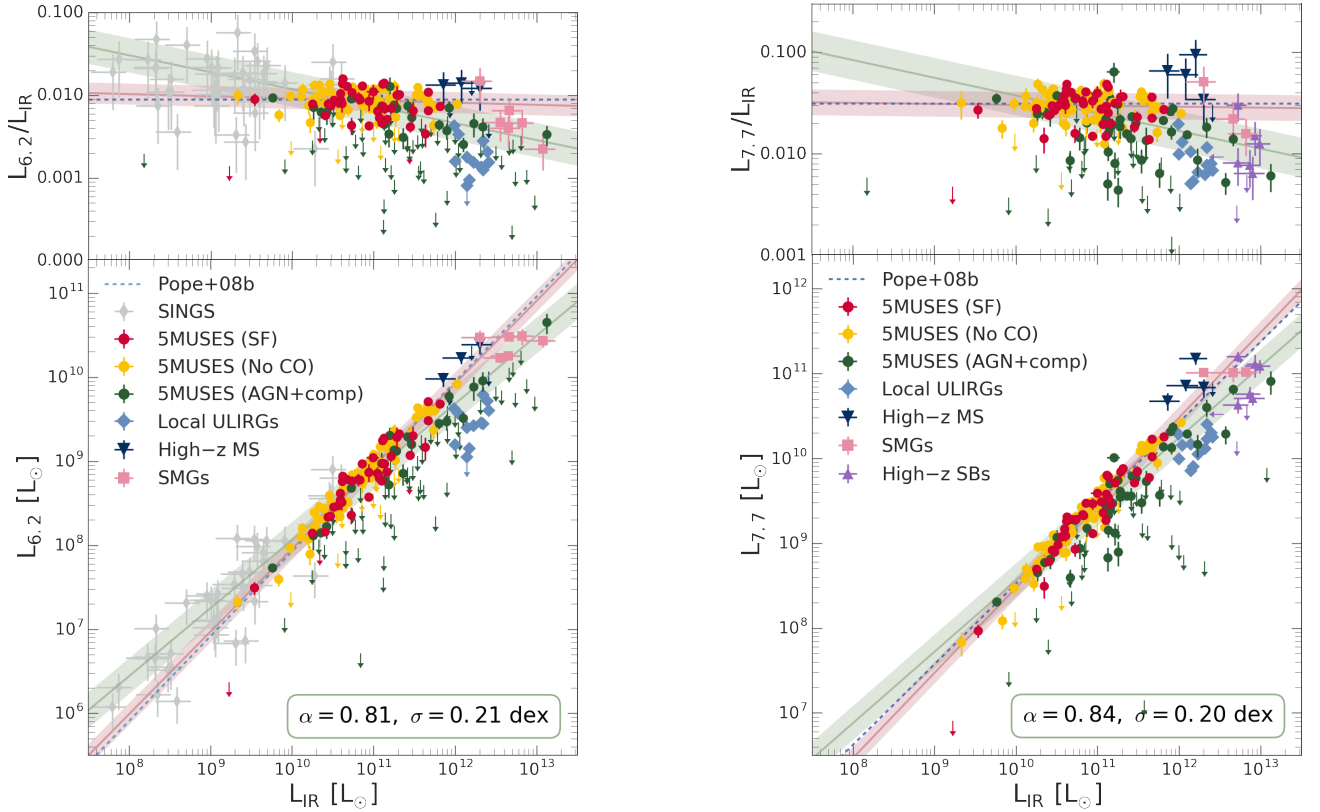 0.100
0.010
0.001
0.000
L6.2/LIR
10^11
10^10
10^9
10^8
10^7
10^6
L6.2 [L⊙]
Pope+08b
SINGS
5MUSES (SF)
5MUSES (No CO)
5MUSES (AGN+comp)
Local ULIRGs
High−z MS
SMGs
α = 0.81, σ = 0.21 dex
10^8 10^9 10^10 10^11 10^12 10^13
LIR [L⊙]
0.100
0.010
0.001
L7.7/LIR
10^12
10^11
10^10
10^9
10^8
10^7
L7.7 [L⊙]
Pope+08b
5MUSES (SF)
5MUSES (No CO)
5MUSES (AGN+comp)
Local ULIRGs
High−z MS
SMGs
High−z SBs
α = 0.84, σ = 0.20 dex
10^8 10^9 10^10 10^11 10^12 10^13
LIR [L⊙]